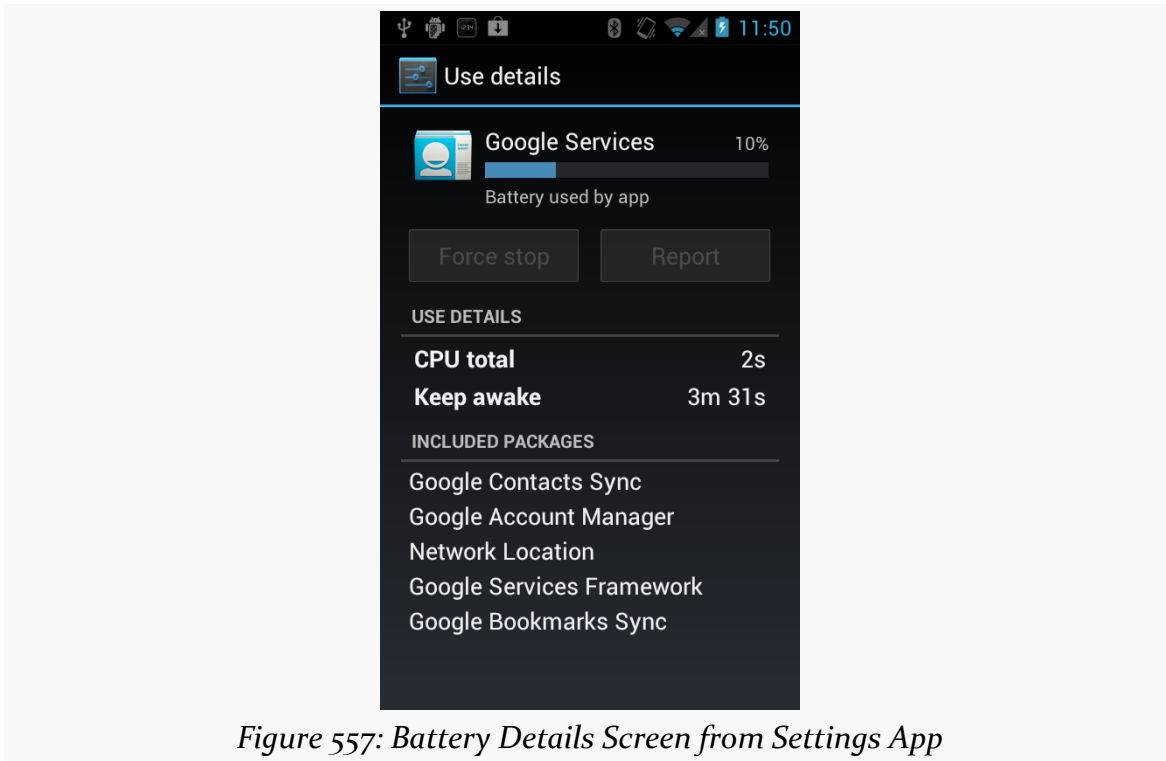 11:50
Use details
Google Services 10%
Battery used by app
Force stop Report
USE DETAILS
CPU total 2s
Keep awake 3m 31s
INCLUDED PACKAGES
Google Contacts Sync
Google Account Manager
Network Location
Google Services Framework
Google Bookmarks Sync
Figure 557: Battery Details Screen from Settings App